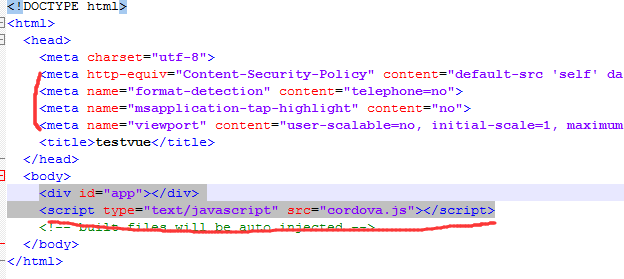 <!DOCTYPE html>
<html>
<head>
<meta charset="utf-8">
<meta http-equiv="Content-Security-Policy" content="default-src 'self' da
<meta name="format-detection" content="telephone=no">
<meta name="msapplication-tap-highlight" content="no">
<meta name="viewport" content="user-scalable=no, initial-scale=1, maximum
<title>testvue</title>
</head>
<body>
<div id="app"></div>
<script type="text/javascript" src="cordova.js"></script>
<!-- built files will be auto injected -->
</body>
</html>